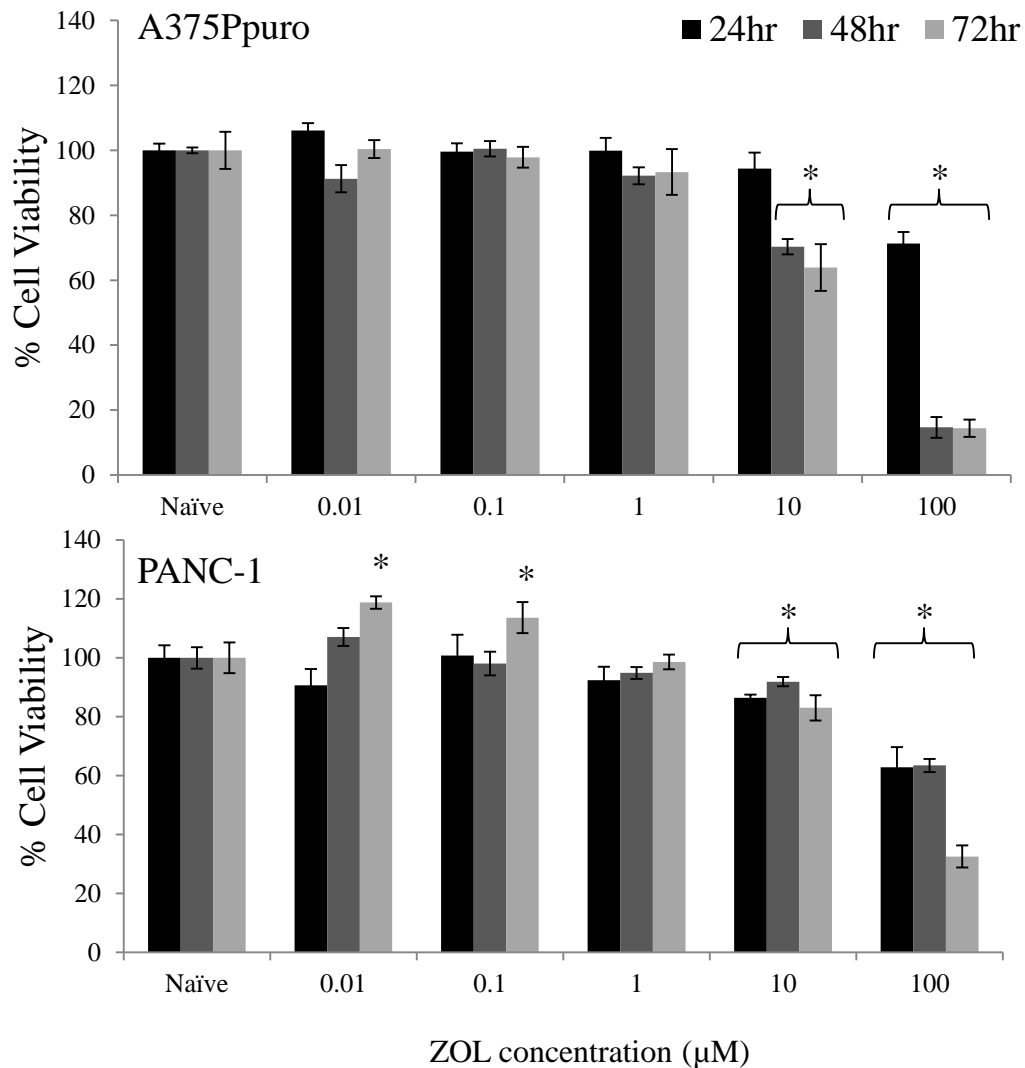 A375Ppuro
24hr 48hr 72hr
% Cell Viability
140
120
*
*
100
80
60
40
20
0
Naïve 0.01 0.1 1 10 100
PANC-1
% Cell Viability
140
*
*
120
*
*
100
80
60
40
20
0
Naïve 0.01 0.1 1 10 100
ZOL concentration (µM)